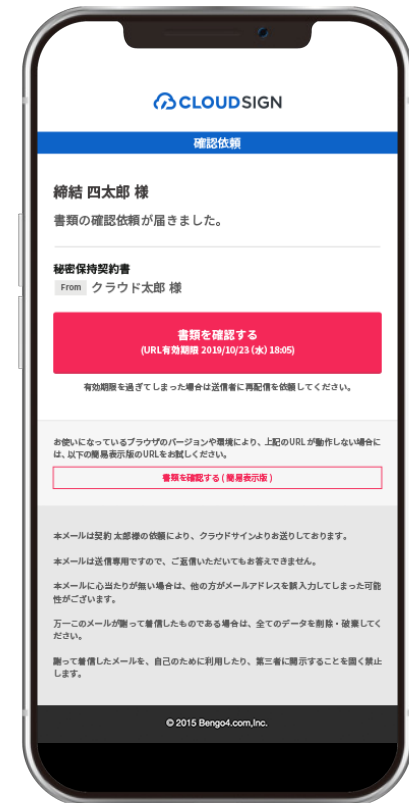 CLOUDSIGN
確認依頼
締結 四太郎 様
書類の確認依頼が届きました。
秘密保持契約書
From クラウド太郎 様
書類を確認する
(URL有効期限 2019/10/23 (水) 18:05)
有効期限を過ぎてしまった場合は送信者に再配信を依頼してください。
お使いになっているブラウザのバージョンや環境により、上記のURLが動作しない場合に
は、以下の簡易表示版のURLをお試しください。
書類を確認する ( 簡易表示版 )
本メールは契約 太郎様の依頼により、クラウドサインよりお送りしております。
本メールは送信専用ですので、ご返信いただいてもお答えできません。
本メールに心当たりが無い場合は、他の方がメールアドレスを誤入力してしまった可能
性がございます。
万一このメールが謝って着信したものである場合は、全てのデータを削除・破棄してく
ださい。
謝って着信したメールを、自己のために利用したり、第三者に開示することを固く禁止
します。
© 2015 Bengo4.com,Inc.